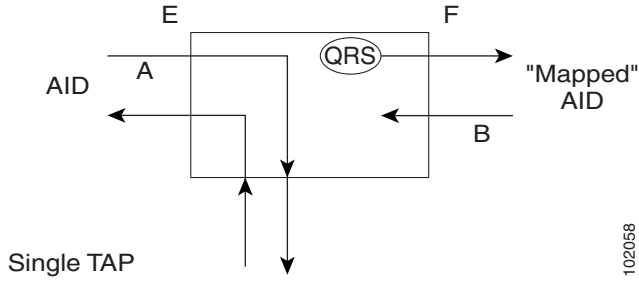 E
F
QRS
A
AID
"Mapped"
AID
B
Single TAP
102058